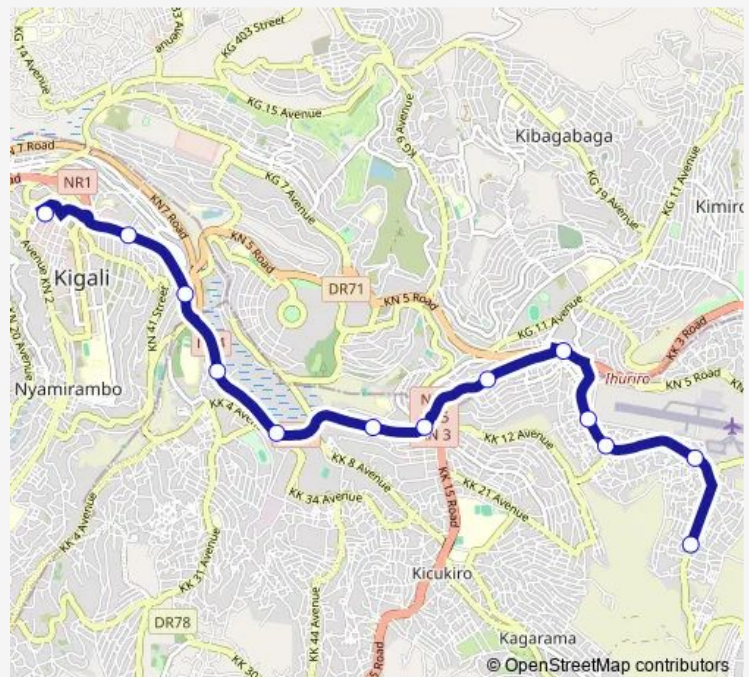 KG 14 Avenue
KG 403 Street
KG 15 Avenue
KG 9 Avenue
Kibagabaga
KG 7 Avenue
KG 19 Avenue
KG 11 Avenue
NR1
KN7 Road
Kigali
KN 5 Road
DR71
KN 5 Road
KN 41 Street
KG 11 Avenue
KK 3 Road
Ihuriro
KN 5 Road
Nyamirambo
KK 12 Avenue
KK 8 Avenue
KK 21 Avenue
KK 34 Avenue
KK 15 Road
KK 4 Avenue
KK 31 Avenue
Kicukiro
DR78
KK 44 Avenue
Kagarama
© OpenStreetMap contributors